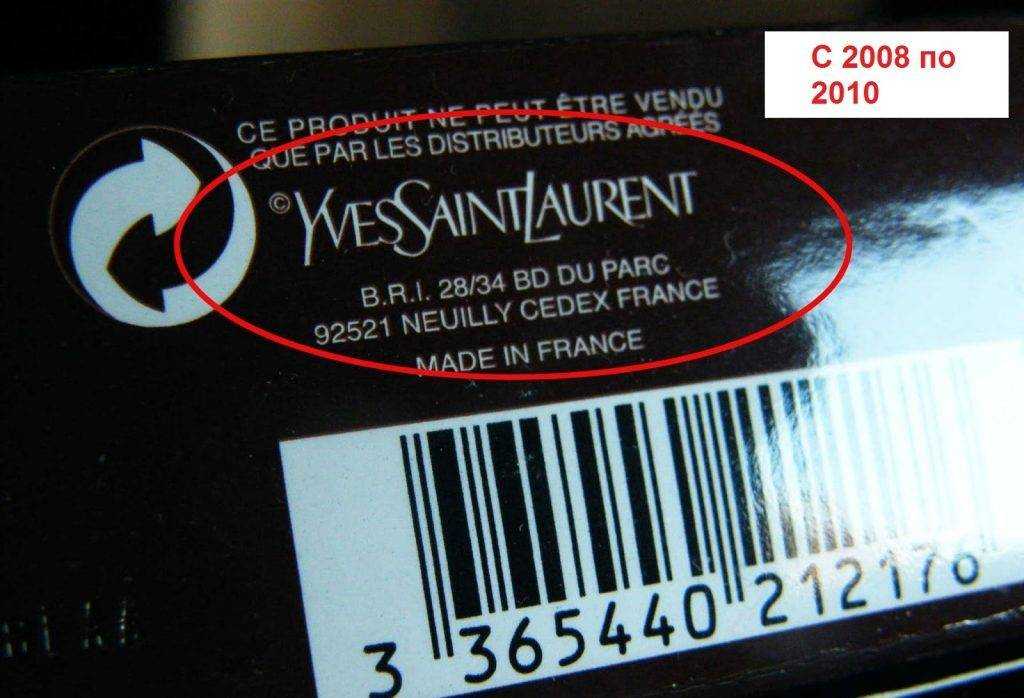 С 2008 по
2010
CE PRODUIT NE PEUT ÊTRE VENDU
QUE PAR LES DISTRIBUTEURS AGRÉÉS
© YVESSAINTLAURENT
B.R.I. 28/34 BD DU PARC
92521 NEUILLY CEDEX FRANCE
MADE IN FRANCE
3 365440 212176